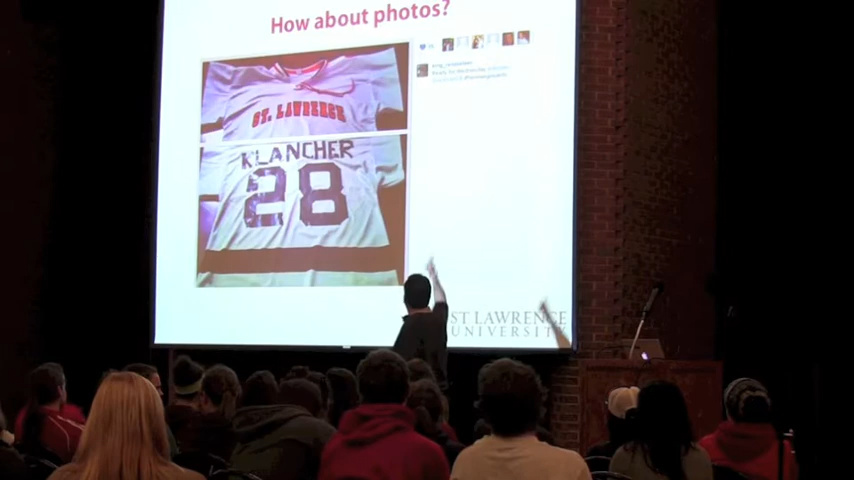 How about photos?
ST. LAWRENCE
KLANCHER
28
ST LAWRENCE
UNIVERSITY